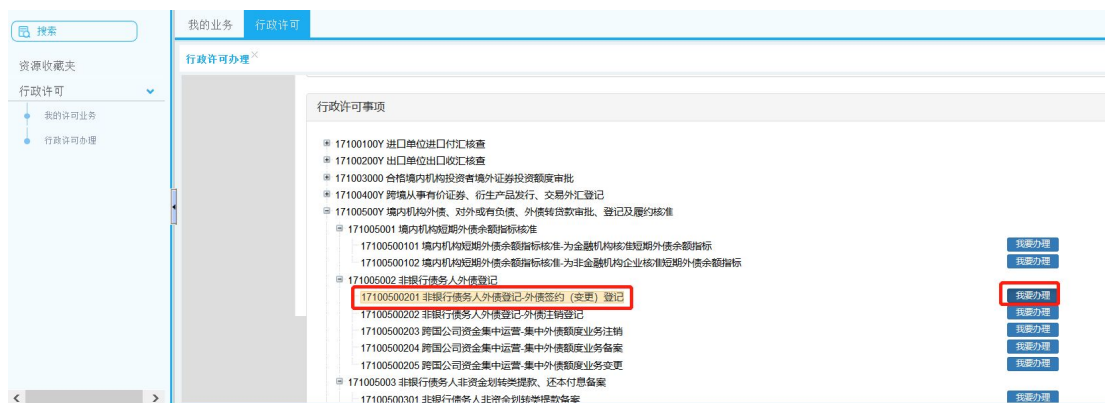 搜索
资源收藏夹
行政许可
我的许可业务
行政许可办理
我的业务 行政许可
行政许可办理
行政许可事项
17100100Y 进口单位进口付汇核查
17100200Y 出口单位出口收汇核查
171003000 合格境内机构投资者境外证券投资额度审批
17100400Y 跨境从事有价证券、衍生产品发行、交易外汇登记
17100500Y 境内机构外债、对外或有负债、外债转贷款审批、登记及履约核准
171005001 境内机构短期外债余额指标核准
17100500101 境内机构短期外债余额指标核准-为金融机构核准短期外债余额指标 我要办理
17100500102 境内机构短期外债余额指标核准-为非金融机构企业核准短期外债余额指标 我要办理
171005002 非银行债务人外债登记
17100500201 非银行债务人外债登记-外债签约（变更）登记 我要办理
17100500202 非银行债务人外债登记-外债注销登记 我要办理
17100500203 跨国公司资金集中运营-集中外债额度业务注销 我要办理
17100500204 跨国公司资金集中运营-集中外债额度业务备案 我要办理
17100500205 跨国公司资金集中运营-集中外债额度业务变更 我要办理
171005003 非银行债务人非资金划转类提款、还本付息备案
17100500301 非银行债务人非资金划转类提款备案 我要办理